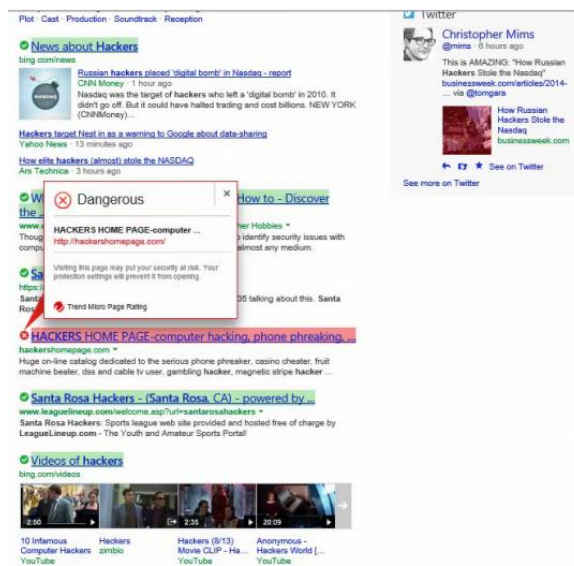 Plot · Cast · Production · Soundtrack · Reception
News about Hackers
bing.com/news
Russian hackers placed 'digital bomb' in Nasdaq - report
CNN Money · 1 hour ago
Nasdaq was the target of hackers who left a 'digital bomb' in 2010. It
didn't go off. But it could have halted trading and cost billions. NEW YORK
(CNNMoney)...
Hackers target Nest in as a warning to Google about data-sharing
Yahoo News · 13 minutes ago
How elite hackers (almost) stole the NASDAQ
Ars Technica · 3 hours ago
How to - Discover
the ...
her Hobbies
identify security issues with
almost any medium.
Dangerous
×
HACKERS HOME PAGE-computer ...
http://hackershomepage.com/
Visiting this page may put your security at risk. Your
protection settings will prevent it from opening.
Trend Micro Page Rating
35 talking about this. Santa
HACKERS HOME PAGE-computer hacking, phone phreaking, ...
hackershomepage.com
Huge on-line catalog dedicated to the serious phone phreaker, casino cheater, fruit
machine beater, dss and cable tv user, gambling hacker, magnetic stripe hacker ...
Santa Rosa Hackers - (Santa Rosa, CA) - powered by ...
www.leaguelineup.com/welcome.asp?url=santarosahackers
Santa Rosa Hackers: Sports league web site provided and hosted free of charge by
LeagueLineup.com - The Youth and Amateur Sports Portal!
Videos of hackers
bing.com/videos
2:50
2:35
20:09
10 Infamous
Computer Hackers
YouTube
Hackers
zimbio
Hackers (8/13)
Movie CLIP - Ha...
YouTube
Anonymous -
Hackers World [...
YouTube
Twitter
Christopher Mims
@mims · 6 hours ago
This is AMAZING: "How Russian
Hackers Stole the Nasdaq"
businessweek.com/articles/2014-
... via @tomgara
How Russian
Hackers Stole the
Nasdaq
businessweek.com
See on Twitter
See more on Twitter